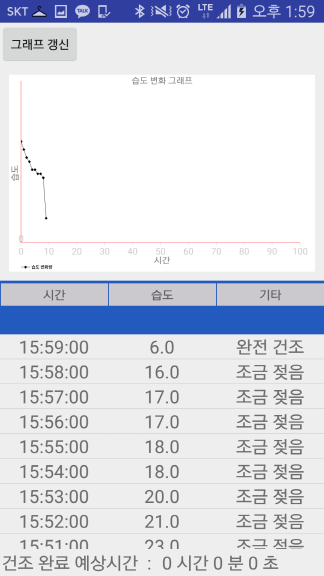 SKT LTE 오후 1:59
그래프 갱신
습도 변화 그래프
습도
0
0 10 20 30 40 50 60 70 80 90 100
시간
습도 변화량
시간 습도 기타
15:59:00 6.0 완전 건조
15:58:00 16.0 조금 젖음
15:57:00 17.0 조금 젖음
15:56:00 17.0 조금 젖음
15:55:00 18.0 조금 젖음
15:54:00 18.0 조금 젖음
15:53:00 20.0 조금 젖음
15:52:00 21.0 조금 젖음
15:51:00 23.0 조금 젖음
건조 완료 예상시간 : 0 시간 0 분 0 초